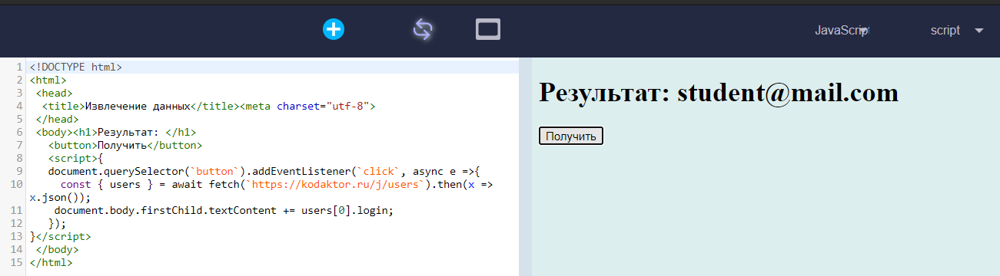 JavaScript
script
1 <!DOCTYPE html>
2 <html>
3 <head>
4 <title>Извлечение данных</title><meta charset="utf-8">
5 </head>
6 <body><h1>Результат: </h1>
7 <button>Получить</button>
8 <script>{
9 document.querySelector(`button`).addEventListener(`click`, async e =>{
10 const { users } = await fetch(`https://kodaktor.ru/j/users`).then(x =>
x.json());
11 document.body.firstChild.textContent += users[0].login;
12 });
13 }</script>
14 </body>
15 </html>
Результат: student@mail.com
Получить